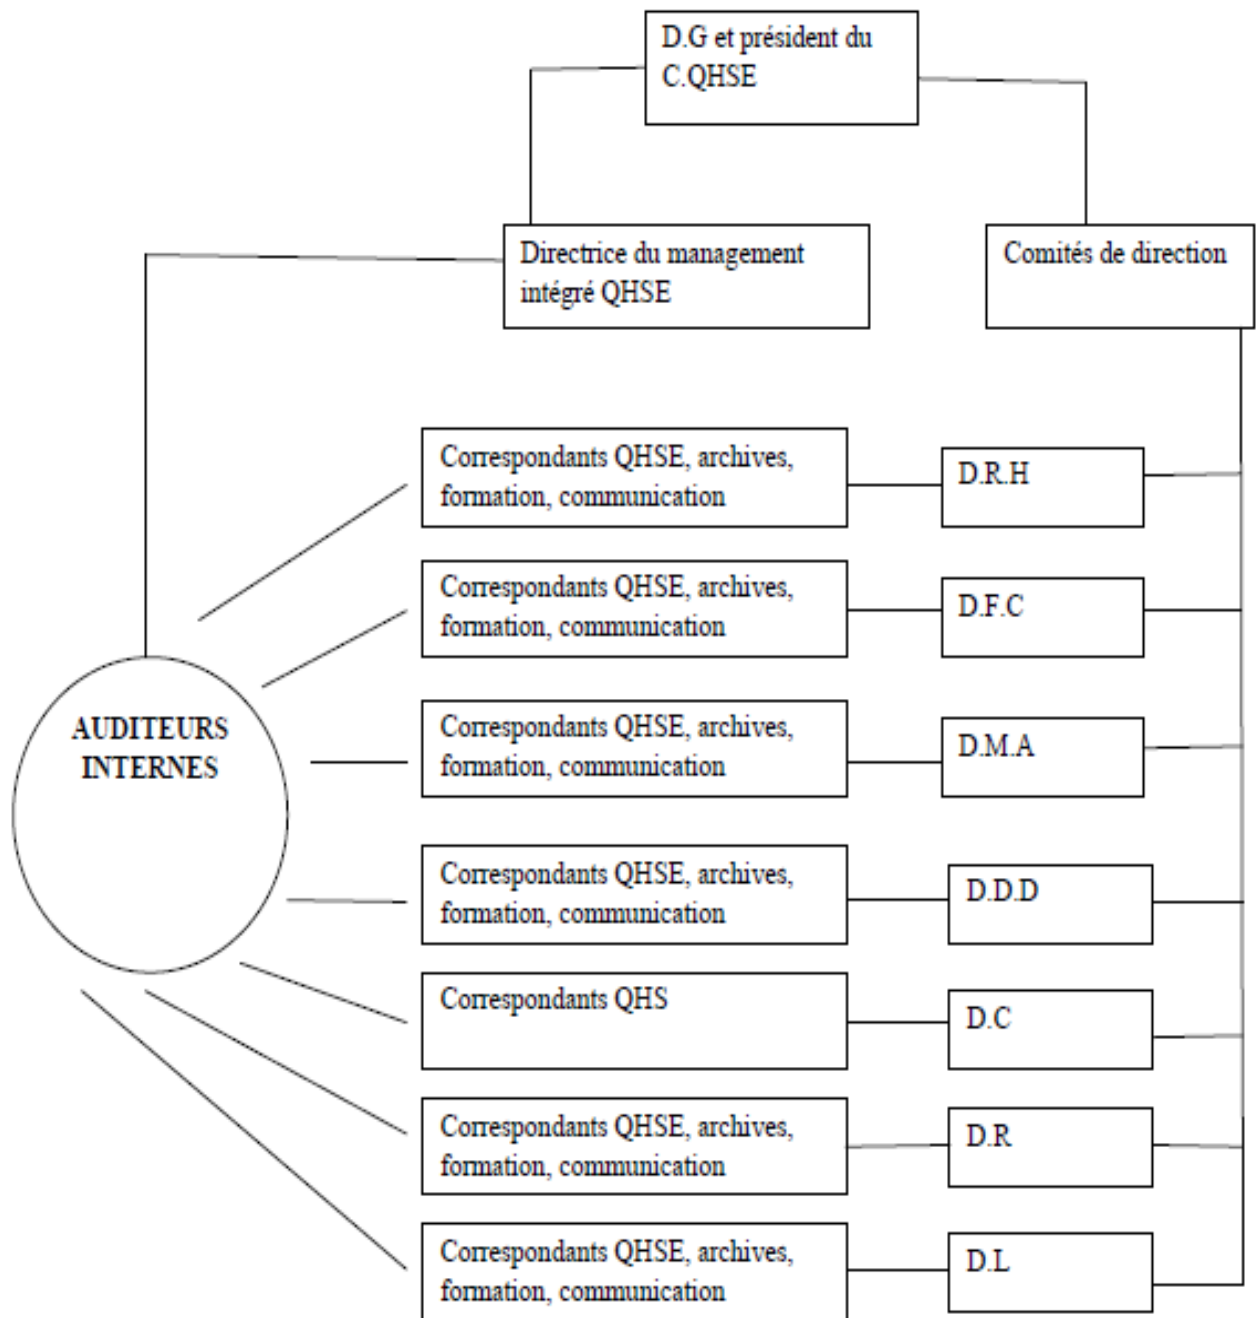 D.G et président du
C.QHSE
Directrice du management
intégré QHSE
Comités de direction
Correspondants QHSE, archives,
formation, communication
D.R.H
Correspondants QHSE, archives,
formation, communication
D.F.C
AUDITEURS
INTERNES
Correspondants QHSE, archives,
formation, communication
D.M.A
Correspondants QHSE, archives,
formation, communication
D.D.D
Correspondants QHS
D.C
Correspondants QHSE, archives,
formation, communication
D.R
Correspondants QHSE, archives,
formation, communication
D.L